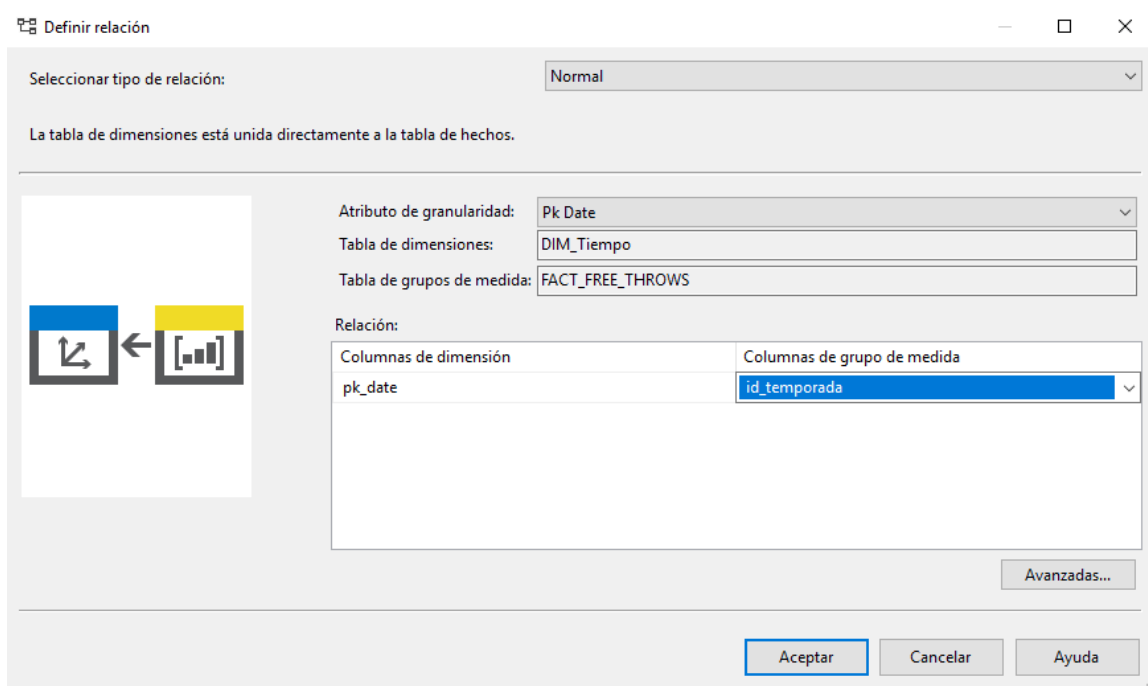 Definir relación
Seleccionar tipo de relación: Normal
La tabla de dimensiones está unida directamente a la tabla de hechos.
Atributo de granularidad: Pk Date
Tabla de dimensiones: DIM_Tiempo
Tabla de grupos de medida: FACT_FREE_THROWS
Relación:
Columnas de dimensión Columnas de grupo de medida
pk_date id_temporada
Avanzadas...
Aceptar Cancelar Ayuda